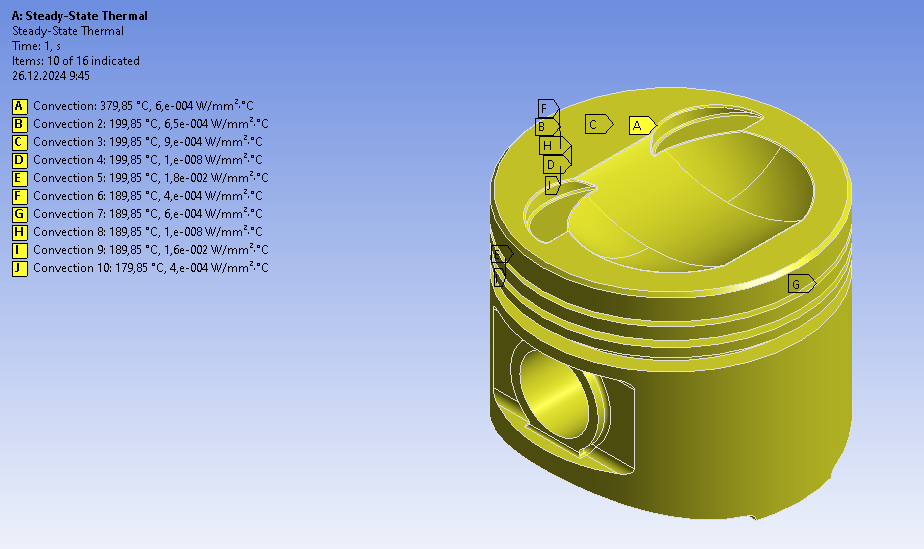 A: Steady-State Thermal
Steady-State Thermal
Time: 1, s
Items: 10 of 16 indicated
26.12.2024 9:45
A Convection: 379,85 °C, 6,e-004 W/mm²·°C
B Convection 2: 199,85 °C, 6,5e-004 W/mm²·°C
C Convection 3: 199,85 °C, 9,e-004 W/mm²·°C
D Convection 4: 199,85 °C, 1,e-008 W/mm²·°C
E Convection 5: 199,85 °C, 1,8e-002 W/mm²·°C
F Convection 6: 189,85 °C, 4,e-004 W/mm²·°C
G Convection 7: 189,85 °C, 6,e-004 W/mm²·°C
H Convection 8: 189,85 °C, 1,e-008 W/mm²·°C
I Convection 9: 189,85 °C, 1,6e-002 W/mm²·°C
J Convection 10: 179,85 °C, 4,e-004 W/mm²·°C
F
B
C
A
H
D
J
E
I
G